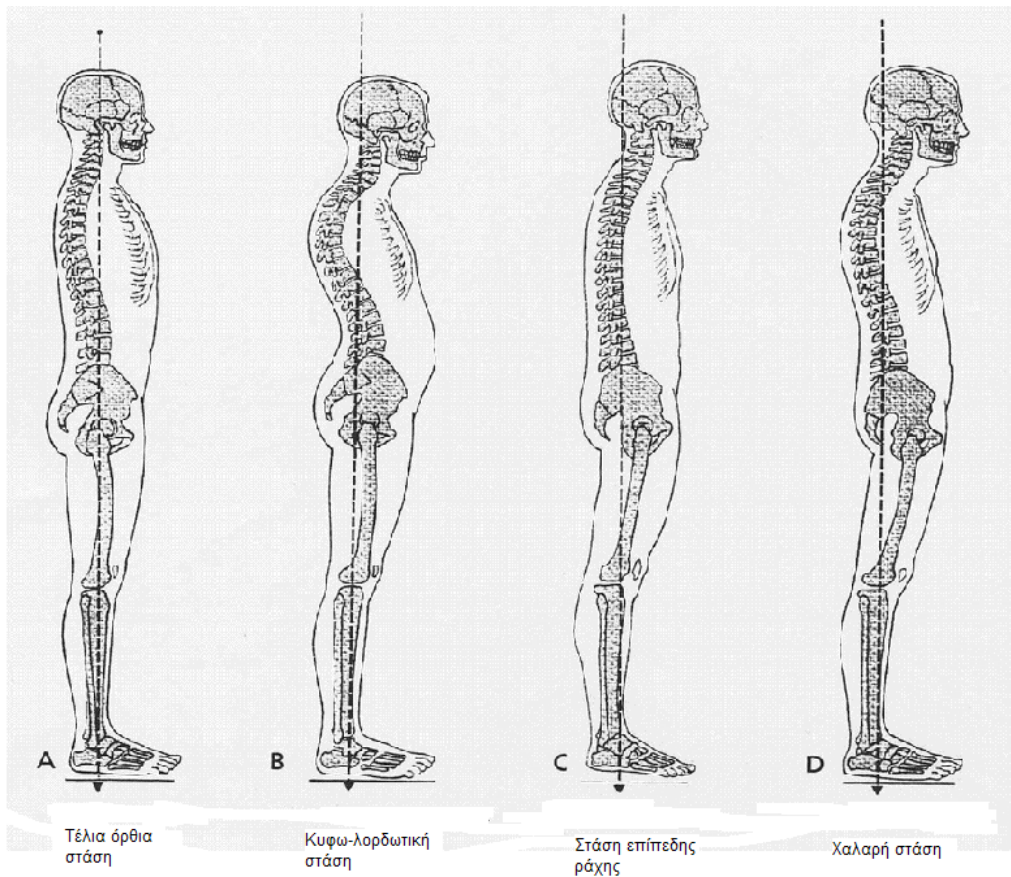 A
B
C
D
Τέλια όρθια
στάση
Κυφω-λορδωτική
στάση
Στάση επίπεδης
ράχης
Χαλαρή στάση